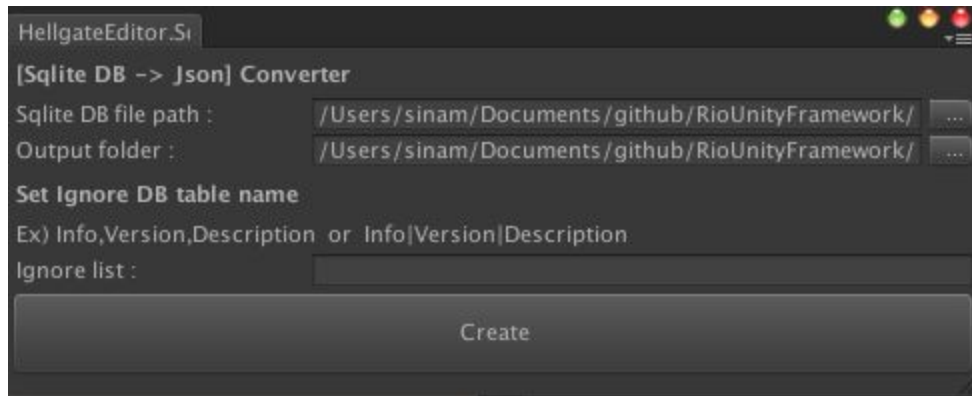 HellgateEditor.S
[Sqlite DB -> Json] Converter
Sqlite DB file path : /Users/sinam/Documents/github/RioUnityFramework/ ...
Output folder : /Users/sinam/Documents/github/RioUnityFramework/ ...
Set Ignore DB table name
Ex) Info,Version,Description or Info|Version|Description
Ignore list :
Create